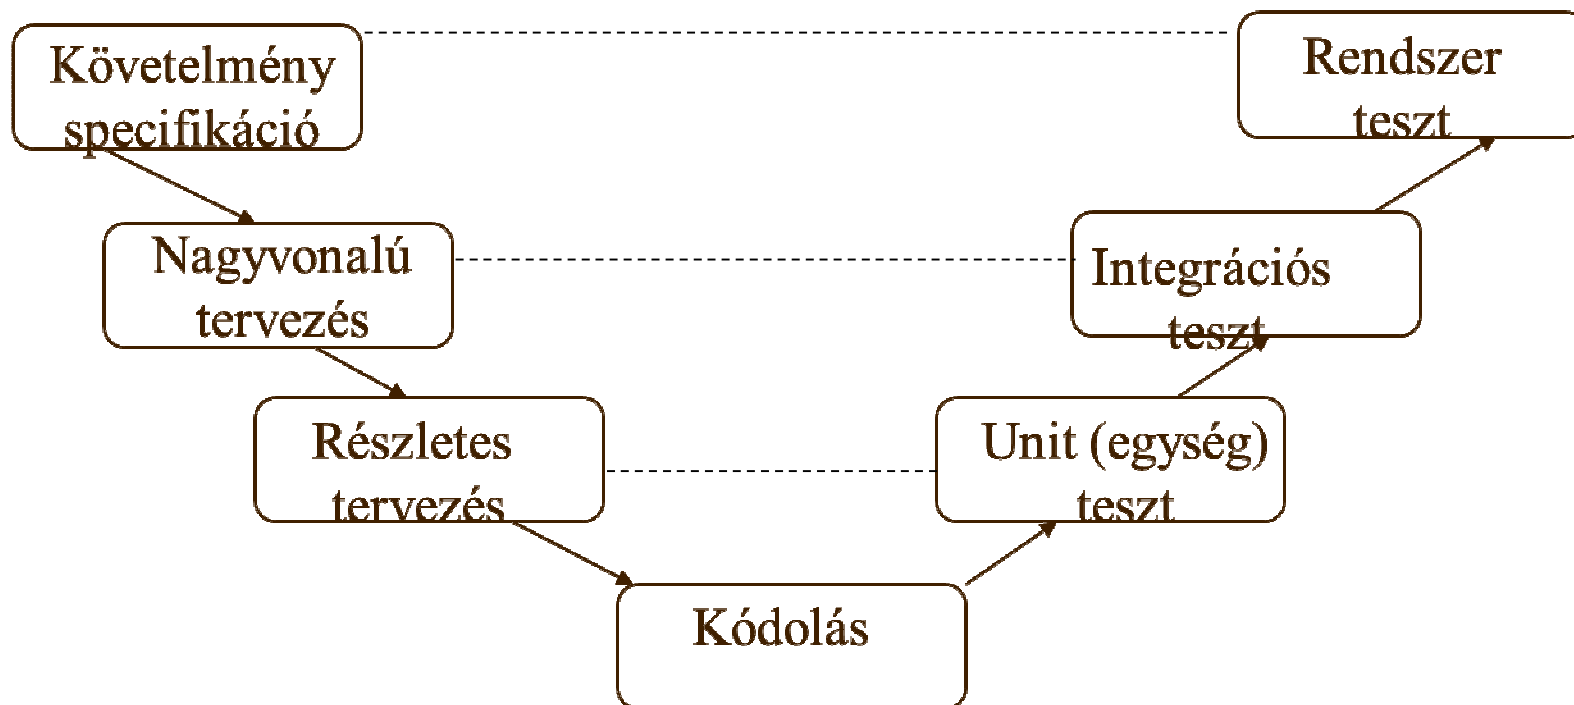 Követelmény
specifikáció
Rendszer
teszt
Nagyvonalú
tervezés
Integrációs
teszt
Részletes
tervezés
Unit (egység)
teszt
Kódolás